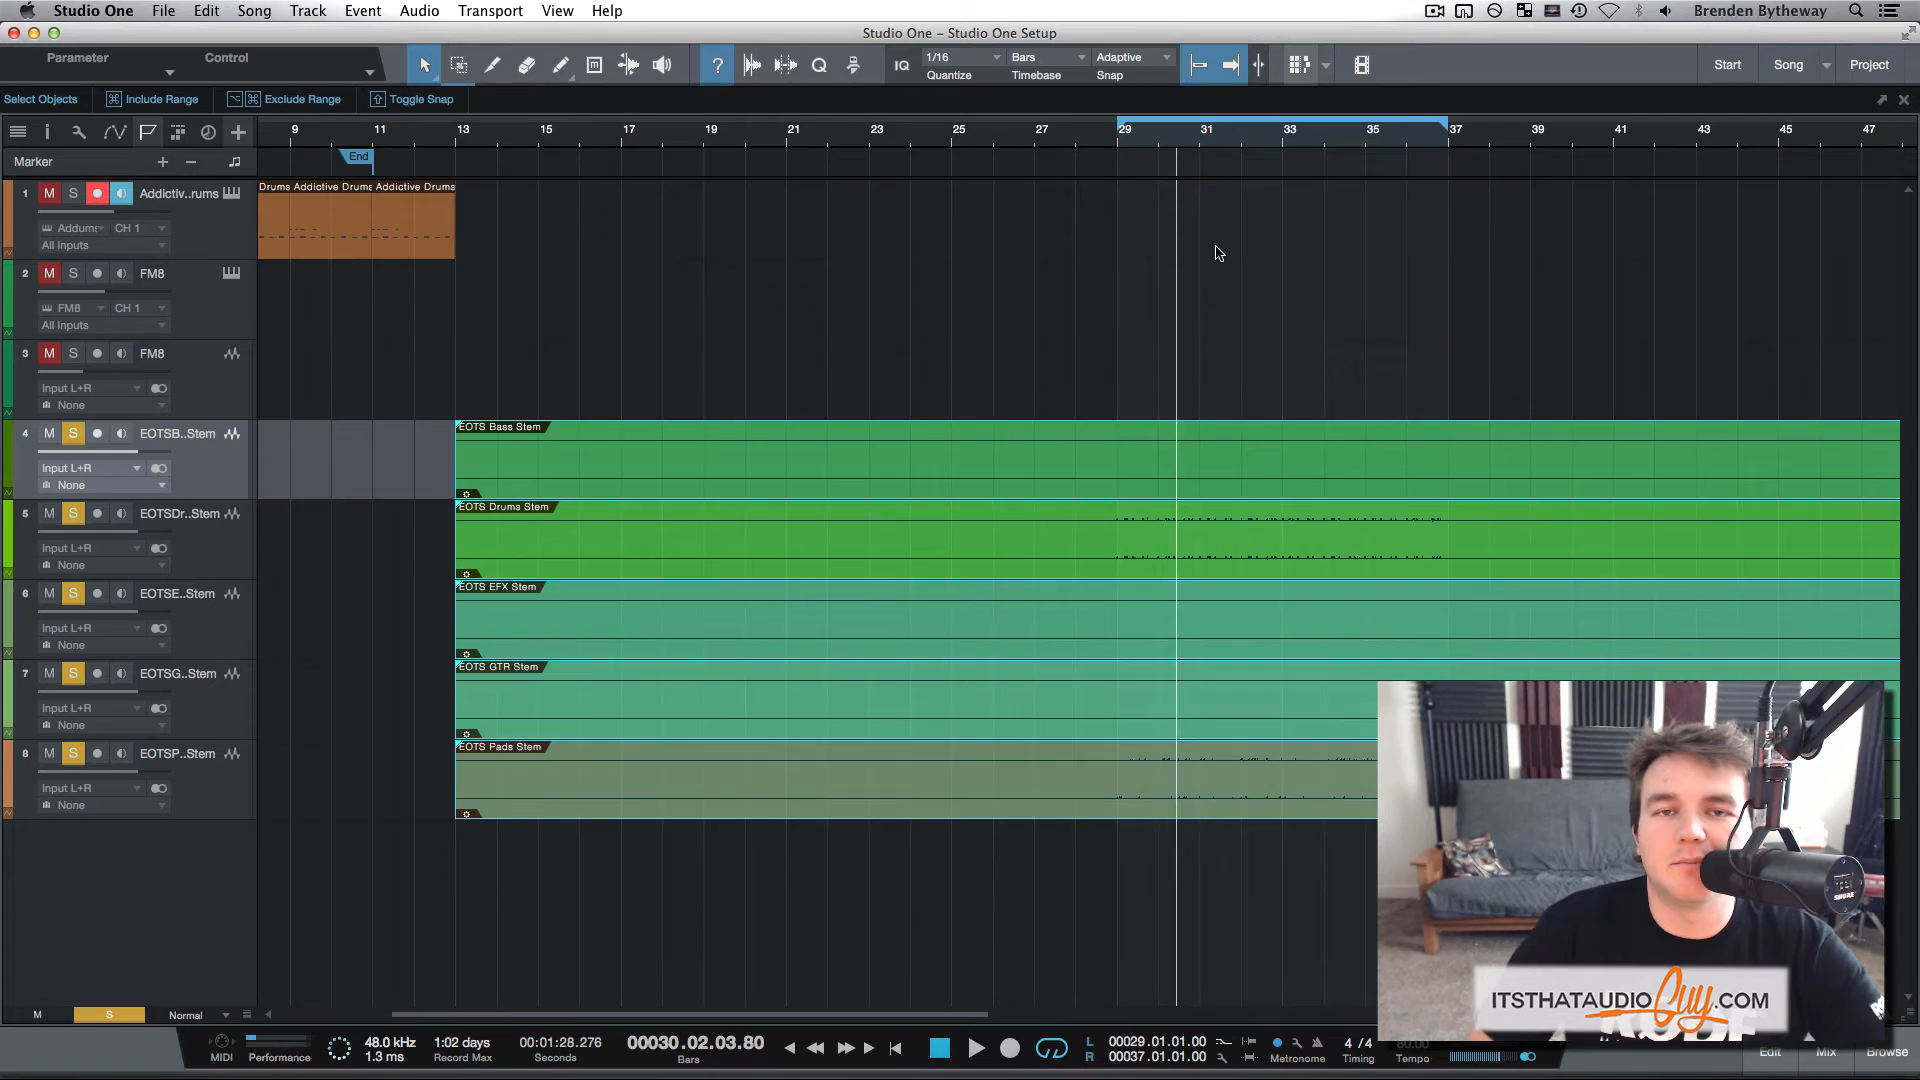 Studio One File Edit Song Track Event Audio Transport View Help Brenden Bytheway
Studio One – Studio One Setup
Parameter Control
? IQ 1/16 Quantize Bars Timebase Adaptive Snap Start Song Project
Select Objects Include Range Exclude Range Toggle Snap
9 11 13 15 17 19 21 23 25 27 29 31 33 35 37 39 41 43 45 47
Marker End
1 M S Addictiv..rums Drums Addictive Drums Addictive Drums
CH 1
All Inputs
2 M S FM8
FM8 CH 1
All Inputs
3 M S FM8
Input L+R
None
4 M S EOTSB..Stem EOTS Bass Stem
Input L+R
None
5 M S EOTSDr..Stem EOTS Drums Stem
Input L+R
None
6 M S EOTSE..Stem EOTS EFX Stem
Input L+R
None
7 M S EOTSG..Stem EOTS GTR Stem
Input L+R
None
8 M S EOTSP..Stem EOTS Pads Stem
Input L+R
None
SHURE
ITSTHATAUDIOGuy.COM
M S Normal
MIDI Performance 48.0 kHz 1.3 ms 1:02 days Record Max 00:01:28.276 Seconds 00030.02.03.80 Bars L 00029.01.01.00 R 00037.01.01.00 Metronome 4 / 4 Timing 80.00 Tempo Edit Mix Browse